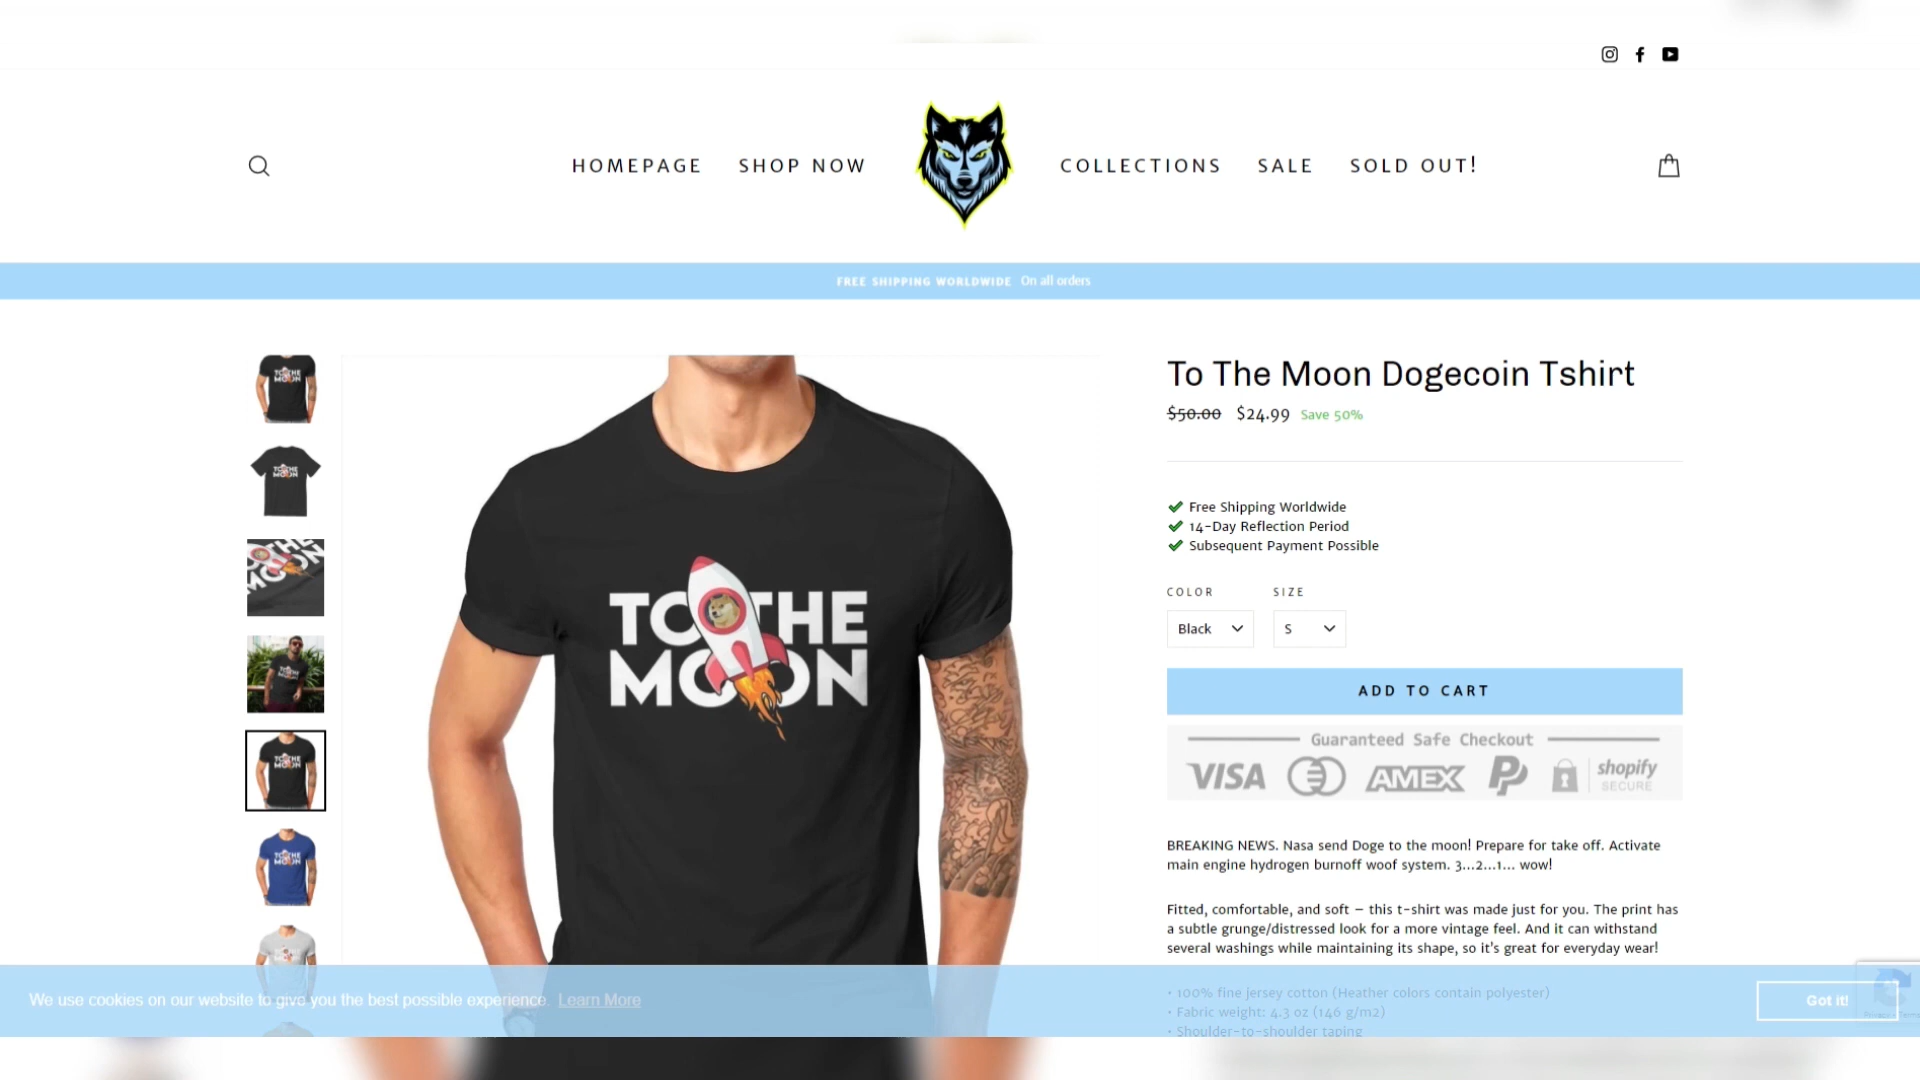 HOMEPAGE SHOP NOW COLLECTIONS SALE SOLD OUT!
FREE SHIPPING WORLDWIDE On all orders
To The Moon Dogecoin Tshirt
$50.00 $24.99 Save 50%
Free Shipping Worldwide
14-Day Reflection Period
Subsequent Payment Possible
COLOR SIZE
Black S
ADD TO CART
Guaranteed Safe Checkout
VISA AMEX shopify
SECURE
BREAKING NEWS. Nasa send Doge to the moon! Prepare for take off. Activate
main engine hydrogen burnoff woof system. 3...2...1... wow!
Fitted, comfortable, and soft – this t-shirt was made just for you. The print has
a subtle grunge/distressed look for a more vintage feel. And it can withstand
several washings while maintaining its shape, so it's great for everyday wear!
• 100% fine jersey cotton (Heather colors contain polyester)
• Fabric weight: 4.3 oz (146 g/m2)
• Shoulder-to-shoulder taping
TO THE
MOON
We use cookies on our website to give you the best possible experience. Learn More
Got it!